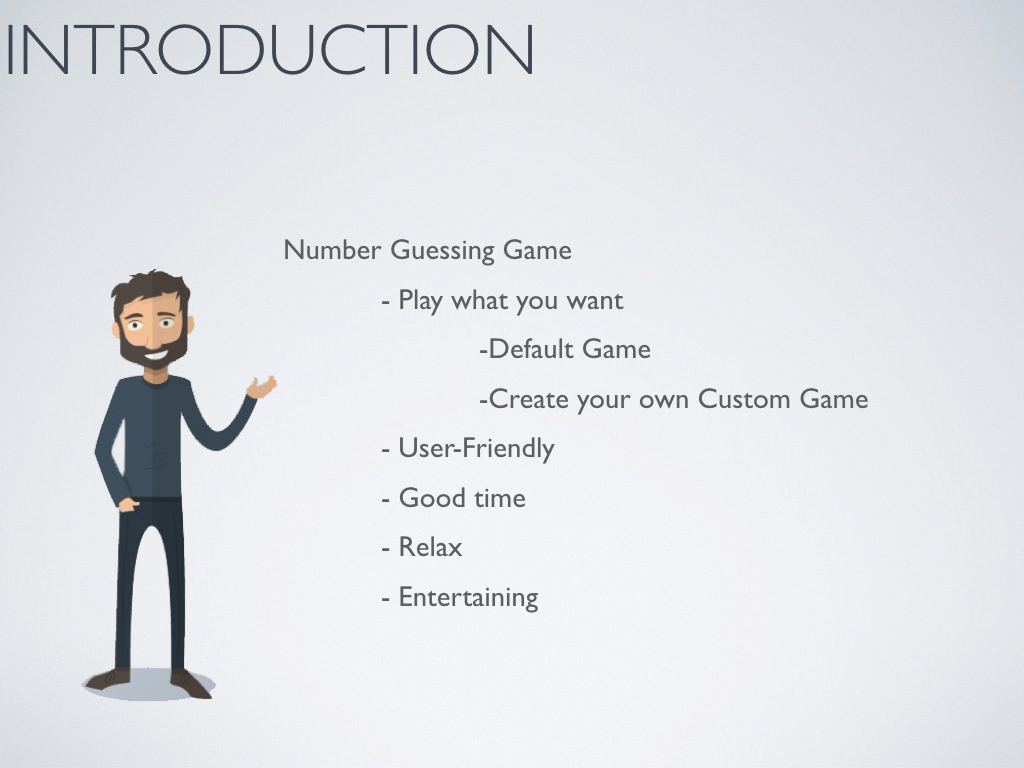 INTRODUCTION
Number Guessing Game
- Play what you want
-Default Game
-Create your own Custom Game
- User-Friendly
- Good time
- Relax
- Entertaining